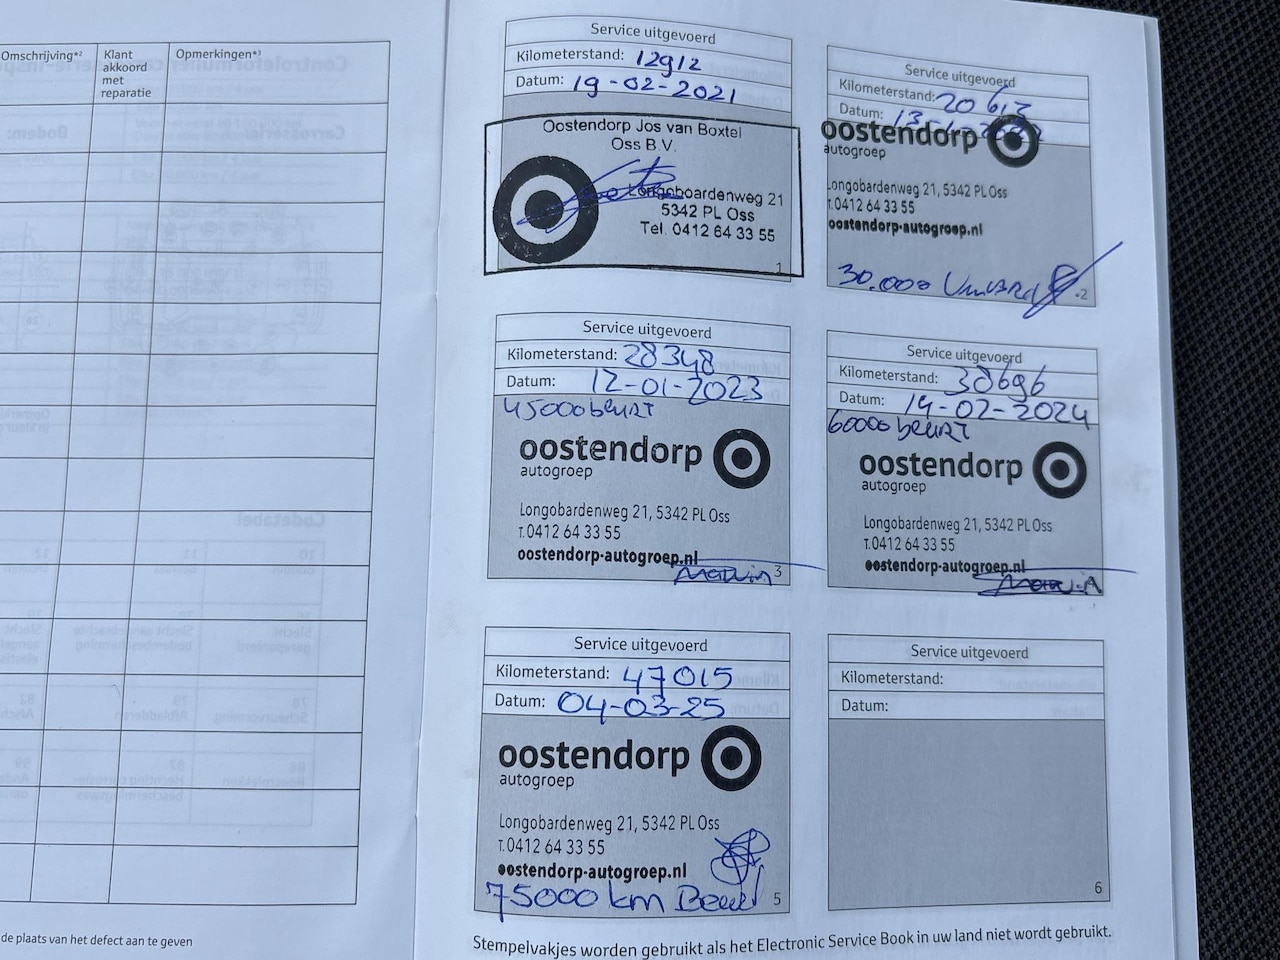 Omschrijving*²
Klant
akkoord
met
reparatie
Opmerkingen*³
de plaats van het defect aan te geven
Service uitgevoerd
Kilometerstand: 12912
Datum: 19-02-2021
Oostendorp Jos van Boxtel
Oss B.V.
Longobardenweg 21
5342 PL Oss
Tel. 0412 64 33 55
1
Service uitgevoerd
Kilometerstand: 20613
Datum:
oostendorp
autogroep
Longobardenweg 21, 5342 PL Oss
T.0412 64 33 55
oostendorp-autogroep.nl
30.000
2
Service uitgevoerd
Kilometerstand: 28348
Datum: 12-01-2023
45000 beurt
oostendorp
autogroep
Longobardenweg 21, 5342 PL Oss
T.0412 64 33 55
oostendorp-autogroep.nl
3
Service uitgevoerd
Kilometerstand: 38696
Datum: 14-02-2024
60000 beurt
oostendorp
autogroep
Longobardenweg 21, 5342 PL Oss
T.0412 64 33 55
oostendorp-autogroep.nl
Service uitgevoerd
Kilometerstand: 47015
Datum: 04-03-25
oostendorp
autogroep
Longobardenweg 21, 5342 PL Oss
T.0412 64 33 55
oostendorp-autogroep.nl
75000 km Beurt
5
Service uitgevoerd
Kilometerstand:
Datum:
6
Stempelvakjes worden gebruikt als het Electronic Service Book in uw land niet wordt gebruikt.